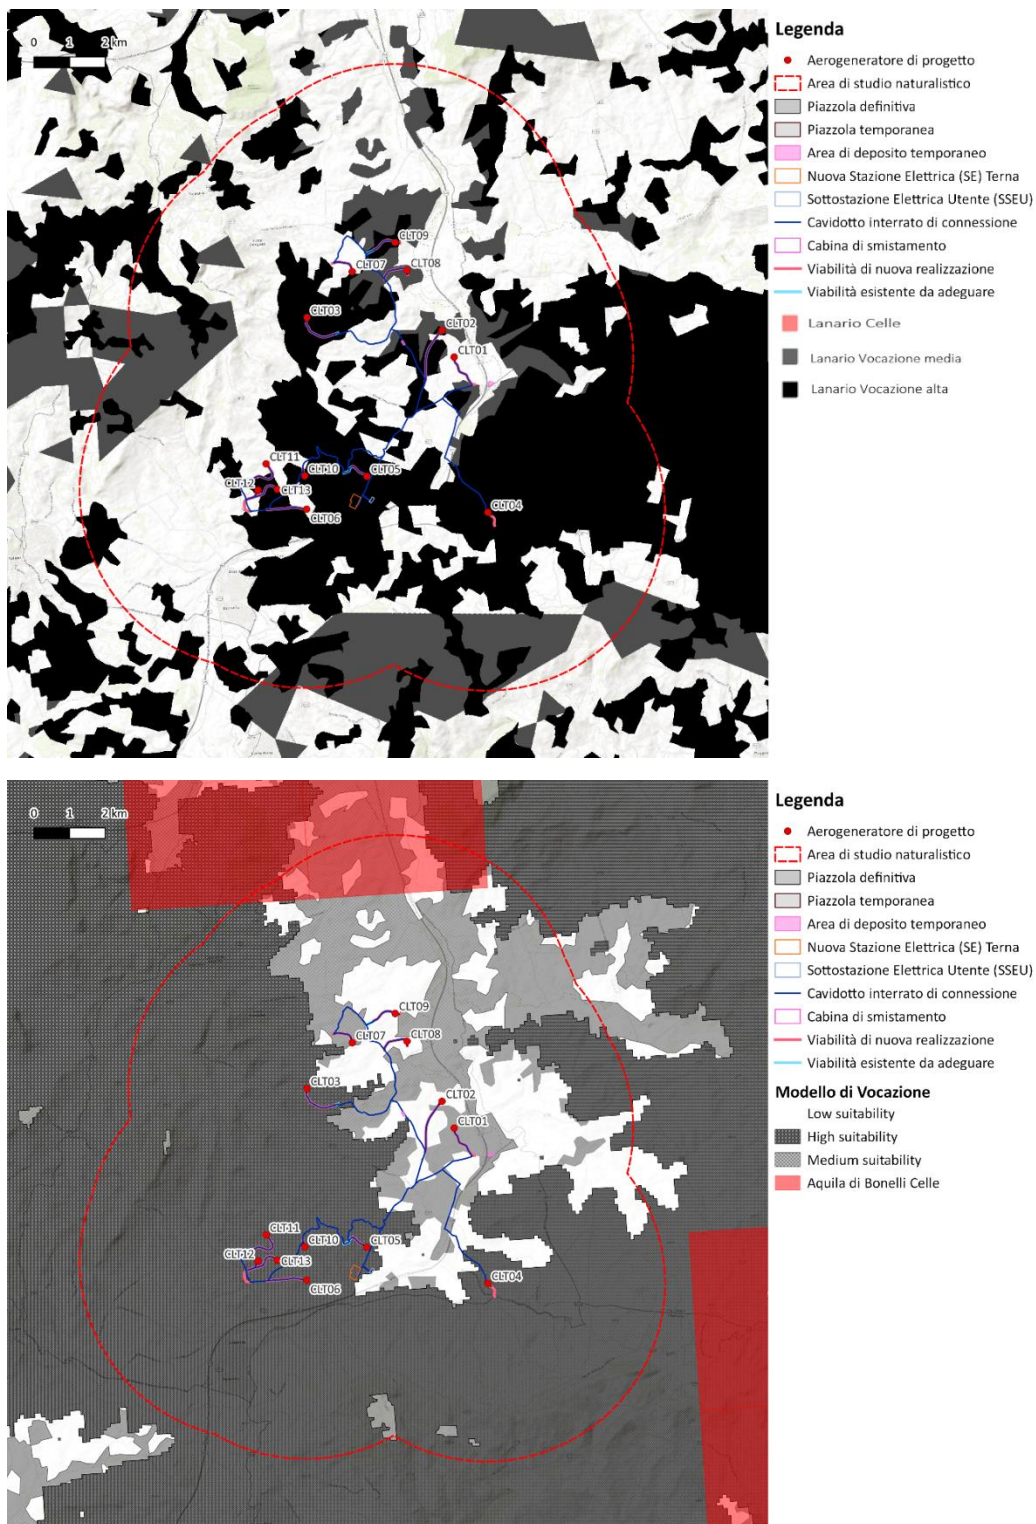 0 1 2 km
CLT09
CLT07
CLT08
CLT03
CLT02
CLT01
CLT11
CLT10
CLT05
CLT12
CLT13
CLT06
CLT04
Legenda
Aerogeneratore di progetto
Area di studio naturalistico
Piazzola definitiva
Piazzola temporanea
Area di deposito temporaneo
Nuova Stazione Elettrica (SE) Terna
Sottostazione Elettrica Utente (SSEU)
Cavidotto interrato di connessione
Cabina di smistamento
Viabilità di nuova realizzazione
Viabilità esistente da adeguare
Lanario Celle
Lanario Vocazione media
Lanario Vocazione alta
0 1 2 km
CLT09
CLT07
CLT08
CLT03
CLT02
CLT01
CLT11
CLT10
CLT05
CLT12
CLT13
CLT06
CLT04
Legenda
Aerogeneratore di progetto
Area di studio naturalistico
Piazzola definitiva
Piazzola temporanea
Area di deposito temporaneo
Nuova Stazione Elettrica (SE) Terna
Sottostazione Elettrica Utente (SSEU)
Cavidotto interrato di connessione
Cabina di smistamento
Viabilità di nuova realizzazione
Viabilità esistente da adeguare
Modello di Vocazione
Low suitability
High suitability
Medium suitability
Aquila di Bonelli Celle